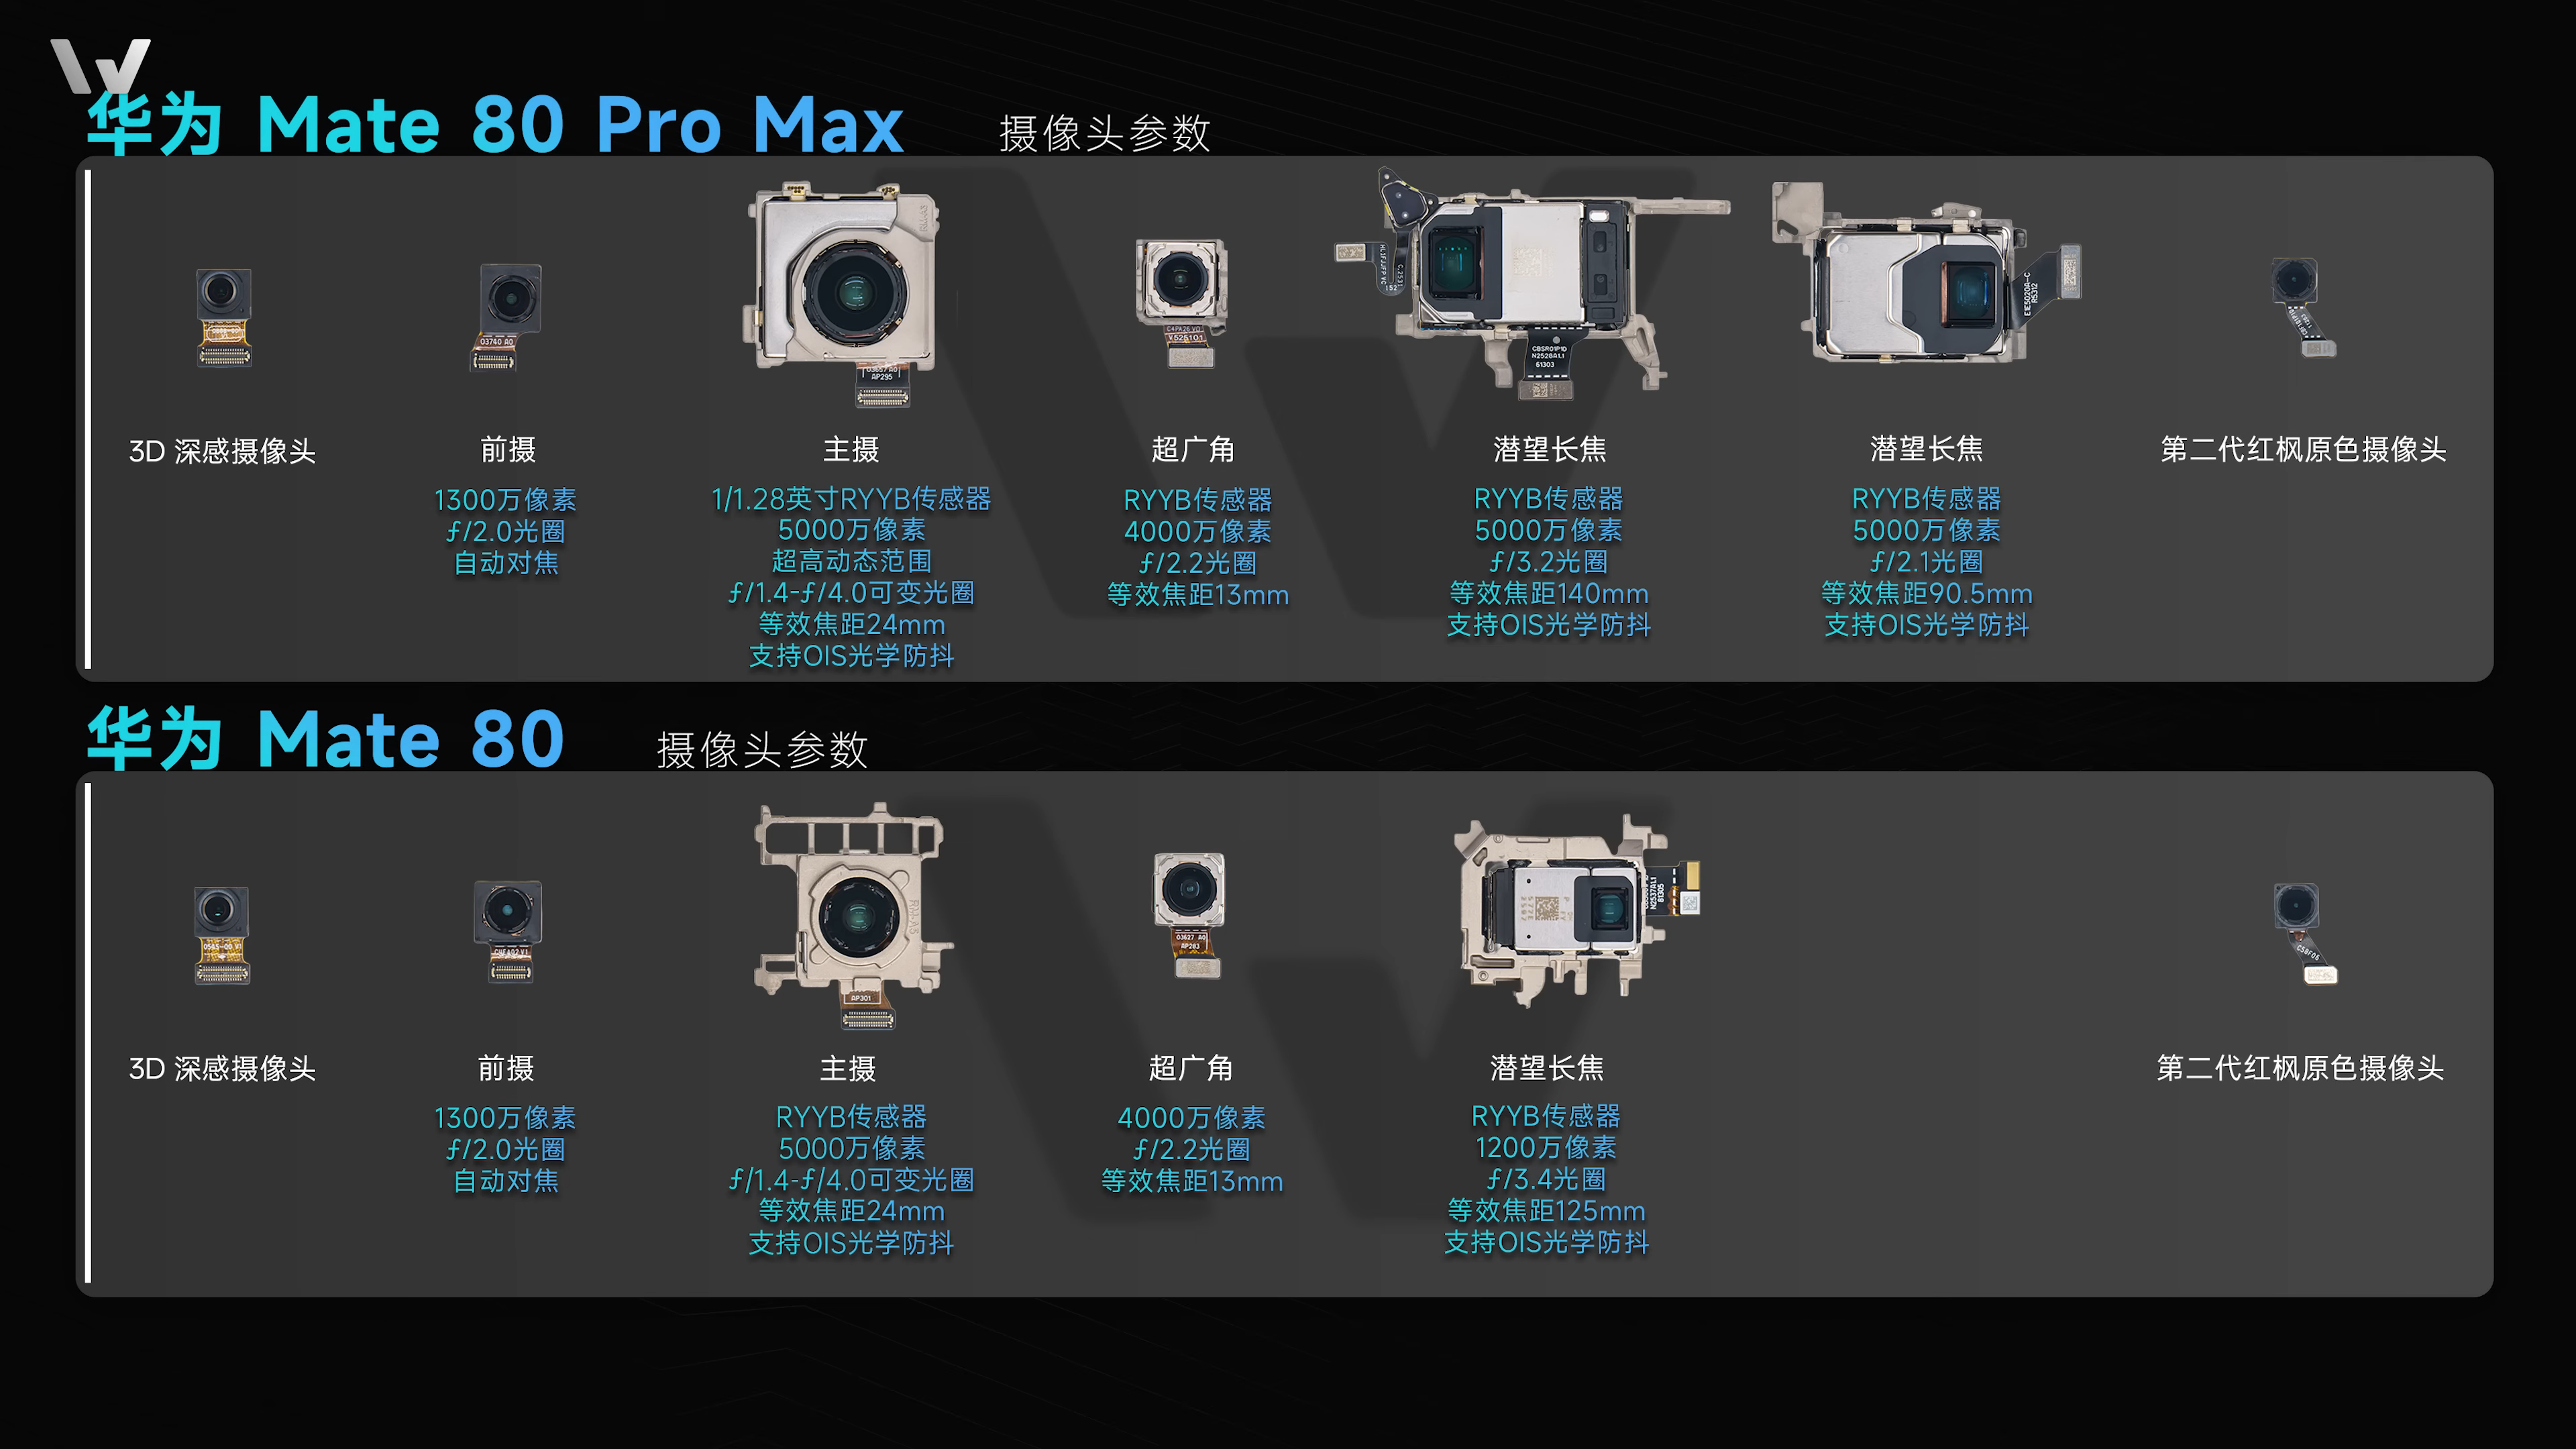 华为 Mate 80 Pro Max
摄像头参数
3D 深感摄像头
前摄
1300万像素
ƒ/2.0光圈
自动对焦
主摄
1/1.28英寸RYYB传感器
5000万像素
超高动态范围
ƒ/1.4-ƒ/4.0可变光圈
等效焦距24mm
支持OIS光学防抖
超广角
RYYB传感器
4000万像素
ƒ/2.2光圈
等效焦距13mm
潜望长焦
RYYB传感器
5000万像素
ƒ/3.2光圈
等效焦距140mm
支持OIS光学防抖
潜望长焦
RYYB传感器
5000万像素
ƒ/2.1光圈
等效焦距90.5mm
支持OIS光学防抖
第二代红枫原色摄像头
03740 A0
AP295
C4PA26 VD
V525101
N2528A1.1
61303
R5312
华为 Mate 80
摄像头参数
3D 深感摄像头
前摄
1300万像素
ƒ/2.0光圈
自动对焦
主摄
RYYB传感器
5000万像素
ƒ/1.4-ƒ/4.0可变光圈
等效焦距24mm
支持OIS光学防抖
超广角
4000万像素
ƒ/2.2光圈
等效焦距13mm
潜望长焦
RYYB传感器
1200万像素
ƒ/3.4光圈
等效焦距125mm
支持OIS光学防抖
第二代红枫原色摄像头
AP301
03627 A0
AP283
N2537A1.1
81305